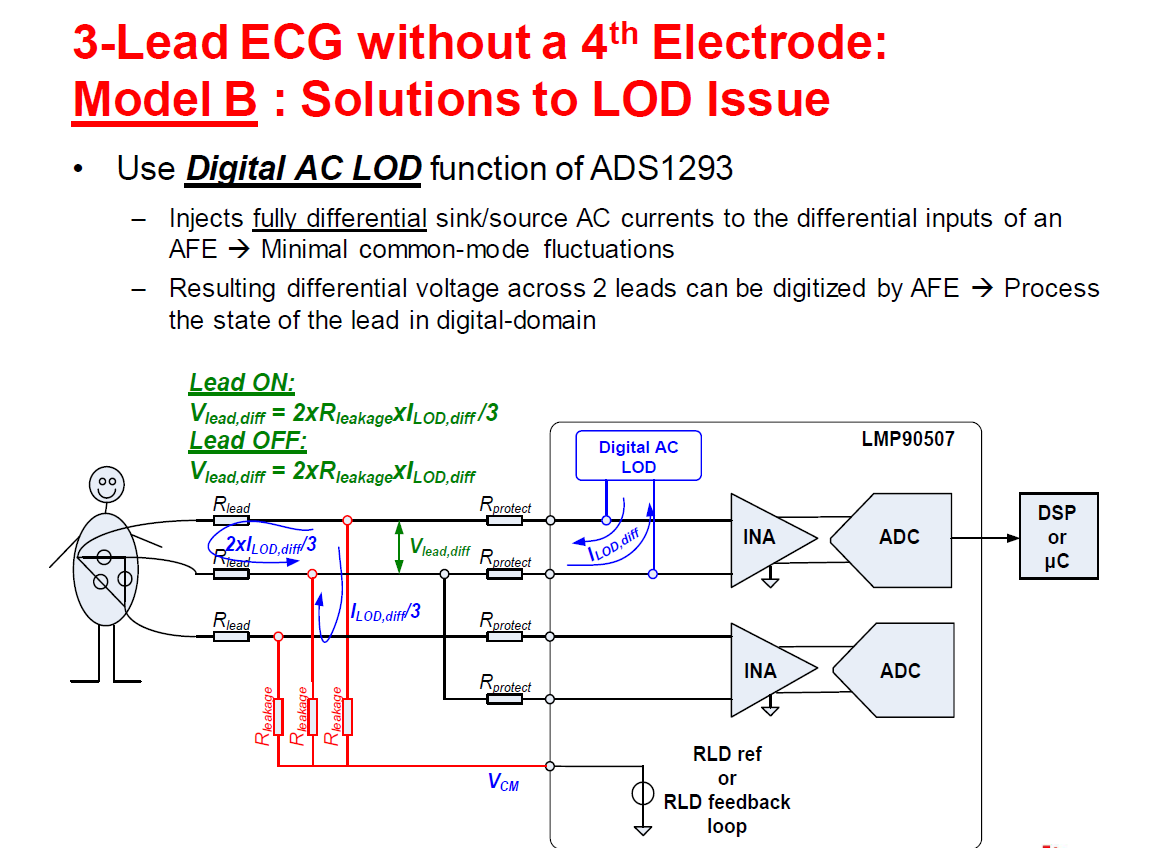 3-Lead ECG without a 4th Electrode:
Model B : Solutions to LOD Issue
• Use Digital AC LOD function of ADS1293
– Injects fully differential sink/source AC currents to the differential inputs of an
AFE → Minimal common-mode fluctuations
– Resulting differential voltage across 2 leads can be digitized by AFE → Process
the state of the lead in digital-domain
Lead ON:
Vlead,diff = 2xRleakagexILOD,diff/3
Lead OFF:
Vlead,diff = 2xRleakagexILOD,diff
Digital AC
LOD
LMP90507
Rlead
Rprotect
2xILOD,diff/3
Vlead,diff
ILOD,diff
INA
ADC
DSP
or
µC
Rlead
Rprotect
ILOD,diff/3
Rlead
Rprotect
Rprotect
INA
ADC
Rleakage
Rleakage
Rleakage
VCM
RLD ref
or
RLD feedback
loop